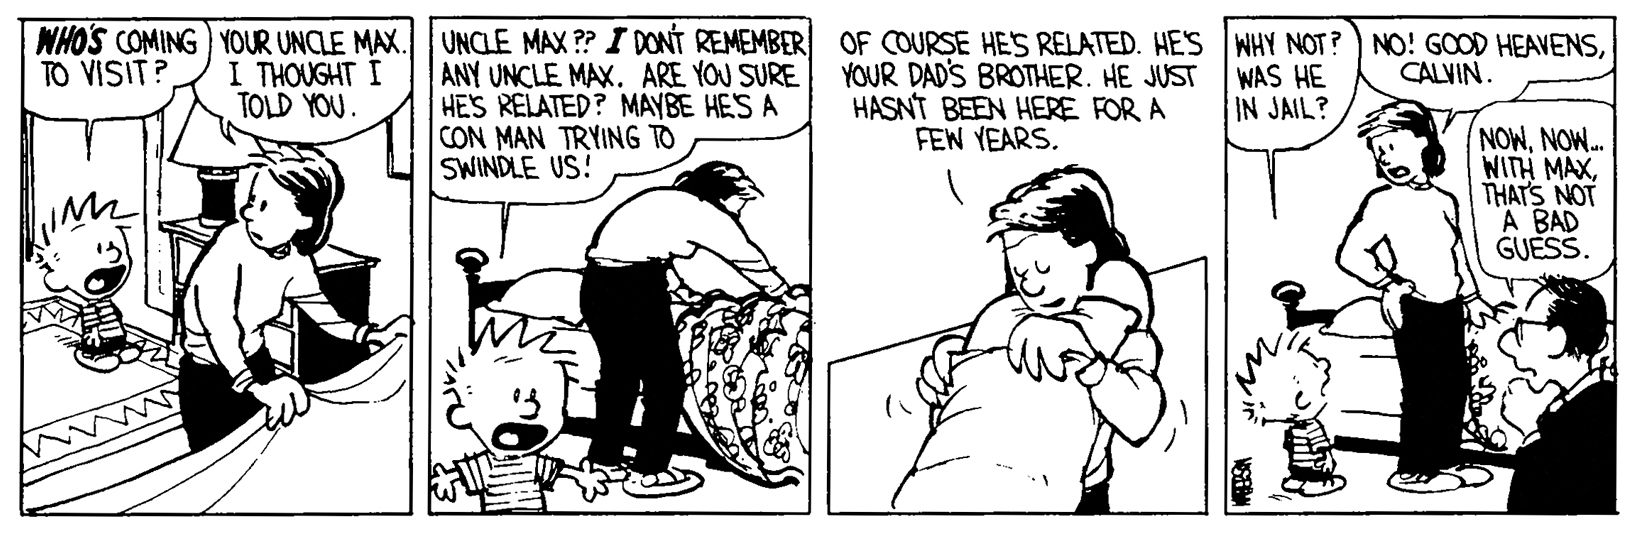 WHO'S COMING
TO VISIT?
YOUR UNCLE MAX.
I THOUGHT I
TOLD YOU.
UNCLE MAX?? I DON'T REMEMBER
ANY UNCLE MAX. ARE YOU SURE
HE'S RELATED? MAYBE HE'S A
CON MAN TRYING TO
SWINDLE US!
OF COURSE HE'S RELATED. HE'S
YOUR DAD'S BROTHER. HE JUST
HASN'T BEEN HERE FOR A
FEW YEARS.
WHY NOT?
WAS HE
IN JAIL?
NO! GOOD HEAVENS,
CALVIN.
NOW, NOW...
WITH MAX,
THAT'S NOT
A BAD
GUESS.
WATTERSON